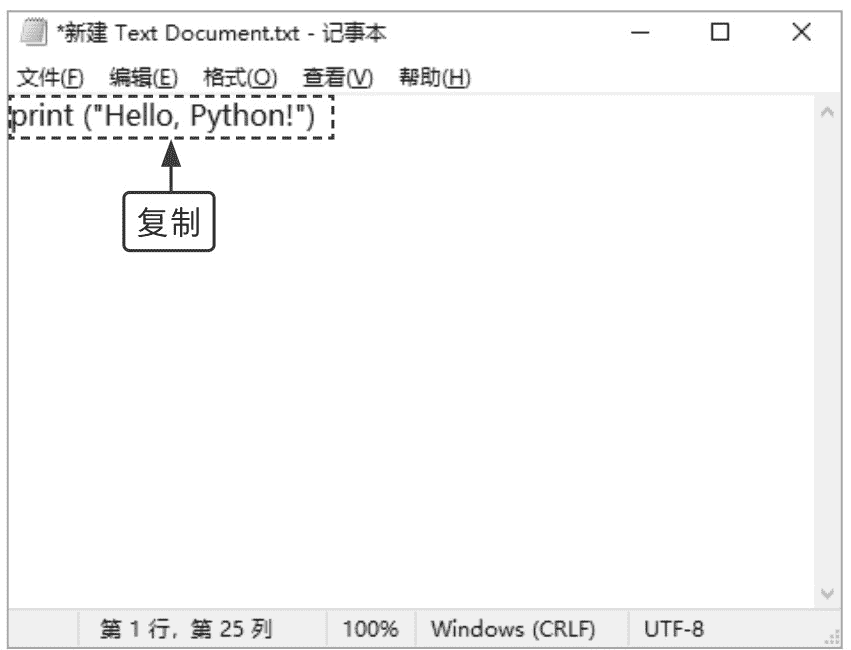 *新建 Text Document.txt - 记事本
文件(F) 编辑(E) 格式(O) 查看(V) 帮助(H)
print ("Hello, Python!")
复制
第 1 行, 第 25 列 100% Windows (CRLF) UTF-8